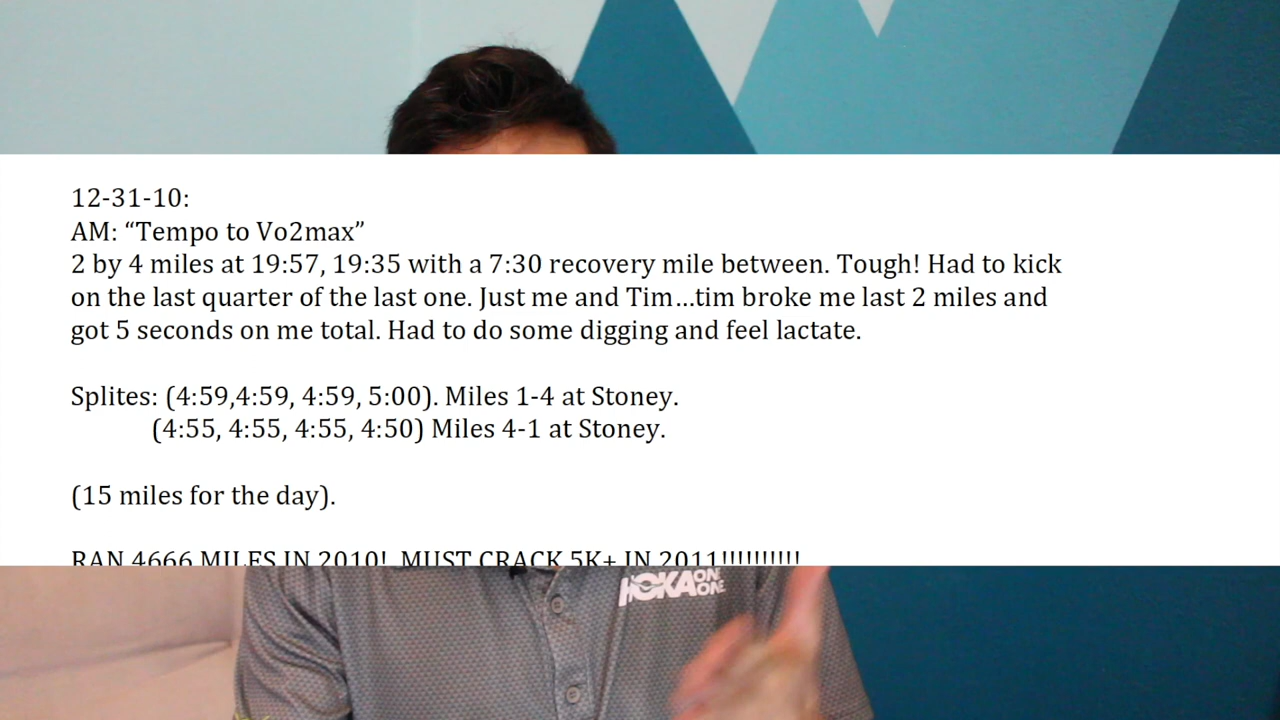 12-31-10:
AM: “Tempo to Vo2max”
2 by 4 miles at 19:57, 19:35 with a 7:30 recovery mile between. Tough! Had to kick
on the last quarter of the last one. Just me and Tim…tim broke me last 2 miles and
got 5 seconds on me total. Had to do some digging and feel lactate.
Splites: (4:59,4:59, 4:59, 5:00). Miles 1-4 at Stoney.
(4:55, 4:55, 4:55, 4:50) Miles 4-1 at Stoney.
(15 miles for the day).
RAN 4666 MILES IN 2010! MUST CRACK 5K+ IN 2011!!!!!!!!!!
HOKA ONE ONE